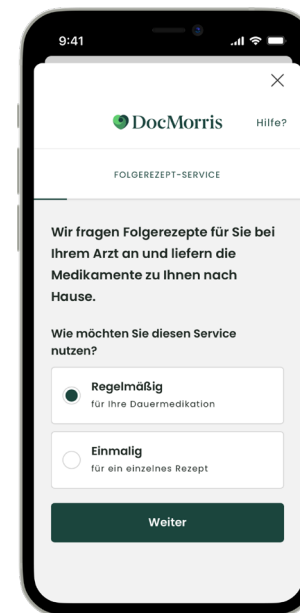 9:41
DocMorris
Hilfe?
FOLGEREZEPT-SERVICE
Wir fragen Folgerezepte für Sie bei
Ihrem Arzt an und liefern die
Medikamente zu Ihnen nach
Hause.
Wie möchten Sie diesen Service
nutzen?
Regelmäßig
für Ihre Dauermedikation
Einmalig
für ein einzelnes Rezept
Weiter